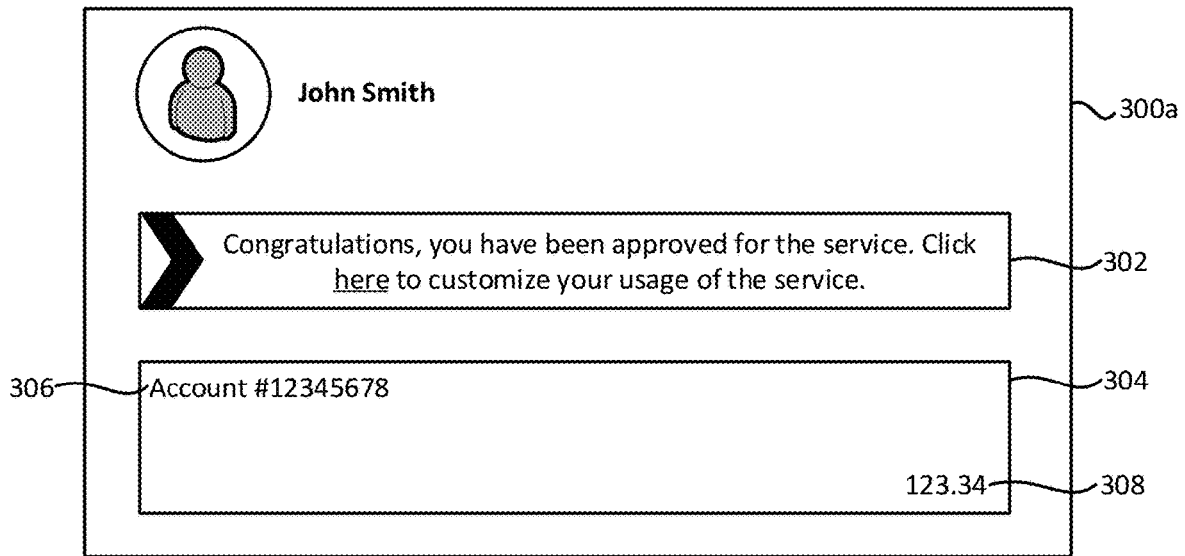 John Smith
300a
Congratulations, you have been approved for the service. Click
here to customize your usage of the service.
302
306
Account #12345678
304
123.34
308